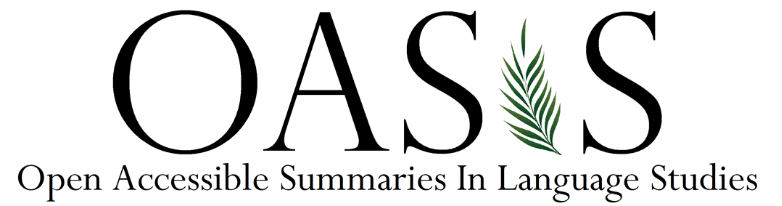 OASIS
Open Accessible Summaries In Language Studies